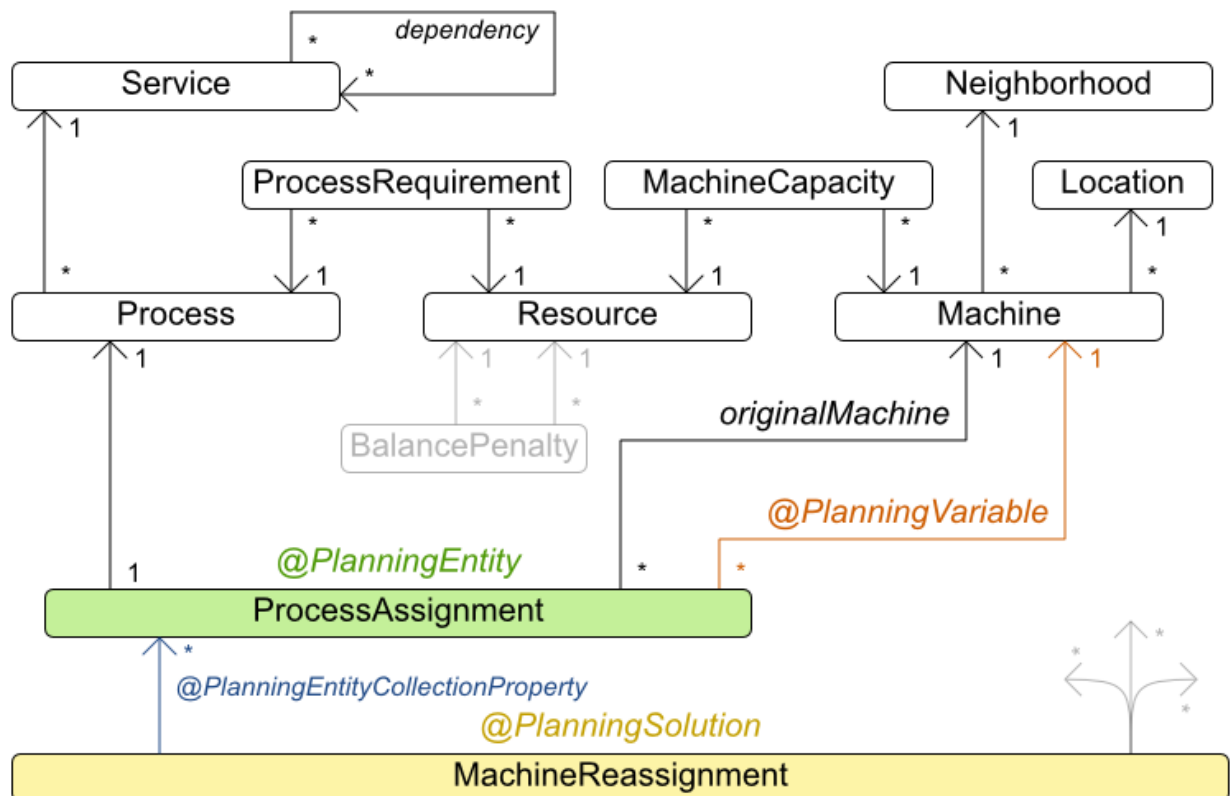 * dependency
Service * Neighborhood
1 1
ProcessRequirement MachineCapacity Location
* * * * 1
* 1 1 1 1 * *
Process Resource Machine
1 1 1 1 1
* * originalMachine
BalancePenalty
@PlanningVariable
@PlanningEntity
1 * *
ProcessAssignment
* * *
@PlanningEntityCollectionProperty *
@PlanningSolution
MachineReassignment